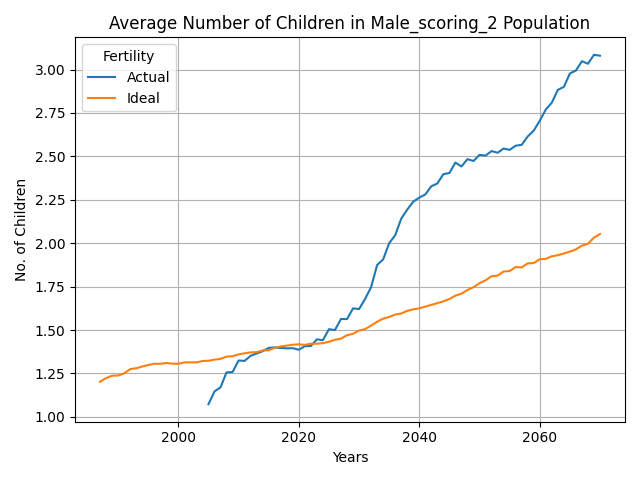 Average Number of Children in Male_scoring_2 Population
Fertility
Actual
Ideal
3.00
2.75
2.50
2.25
2.00
1.75
1.50
1.25
1.00
No. of Children
2000
2020
2040
2060
Years